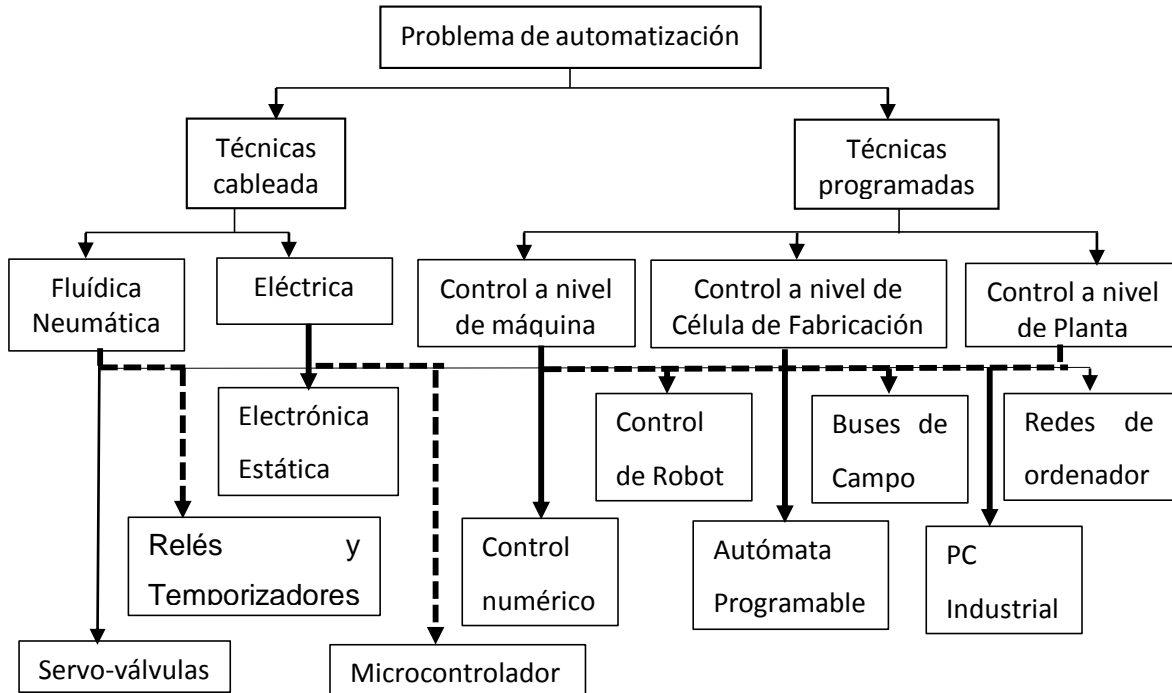 Problema de automatización
Técnicas
cableada
Técnicas
programadas
Fluídica
Neumática
Eléctrica
Control a nivel
de máquina
Control a nivel de
Célula de Fabricación
Control a nivel
de Planta
Electrónica
Estática
Control
de Robot
Buses de
Campo
Redes de
ordenador
Relés y
Temporizadores
Control
numérico
Autómata
Programable
PC
Industrial
Servo-válvulas
Microcontrolador